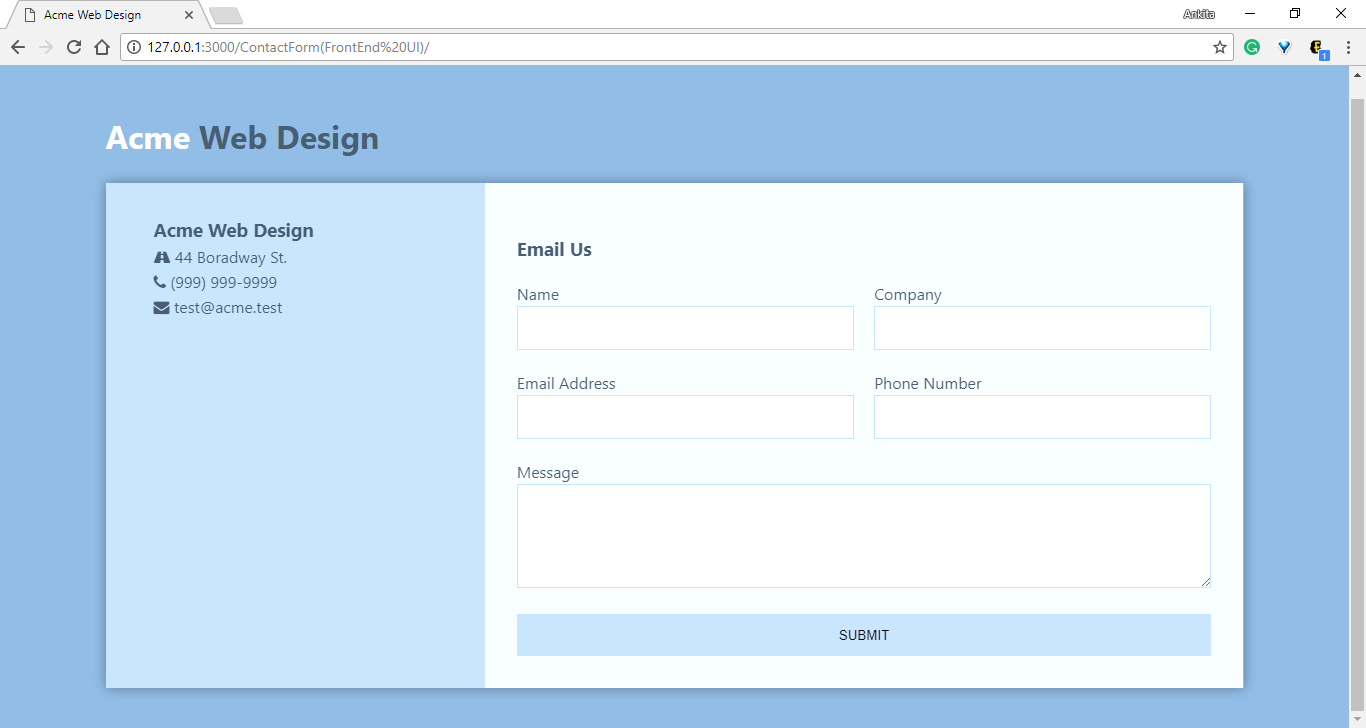 Acme Web Design
Ankita
127.0.0.1:3000/ContactForm(FrontEnd%20UI)/
1
Acme Web Design
Acme Web Design
44 Boradway St.
(999) 999-9999
test@acme.test
Email Us
Name Company
Email Address Phone Number
Message
SUBMIT